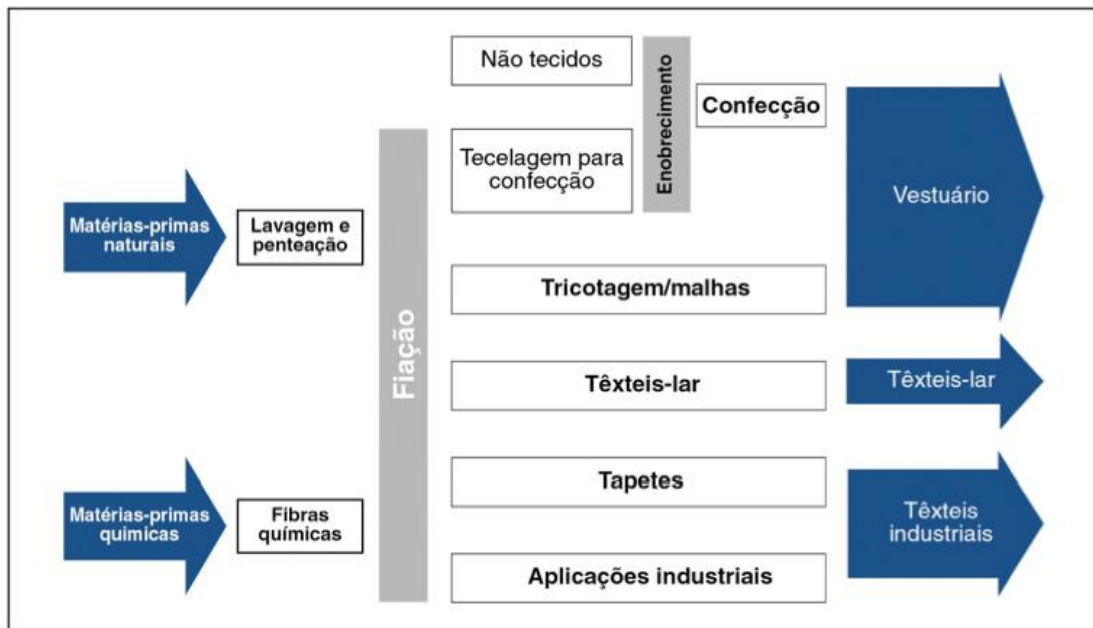 Não tecidos
Enobrecimento
Confecção
Tecelagem para
confecção
Vestuário
Matérias-primas
naturais
Lavagem e
penteação
Fiação
Tricotagem/malhas
Têxteis-lar
Têxteis-lar
Tapetes
Matérias-primas
quimicas
Fibras
químicas
Têxteis
industriais
Aplicações industriais